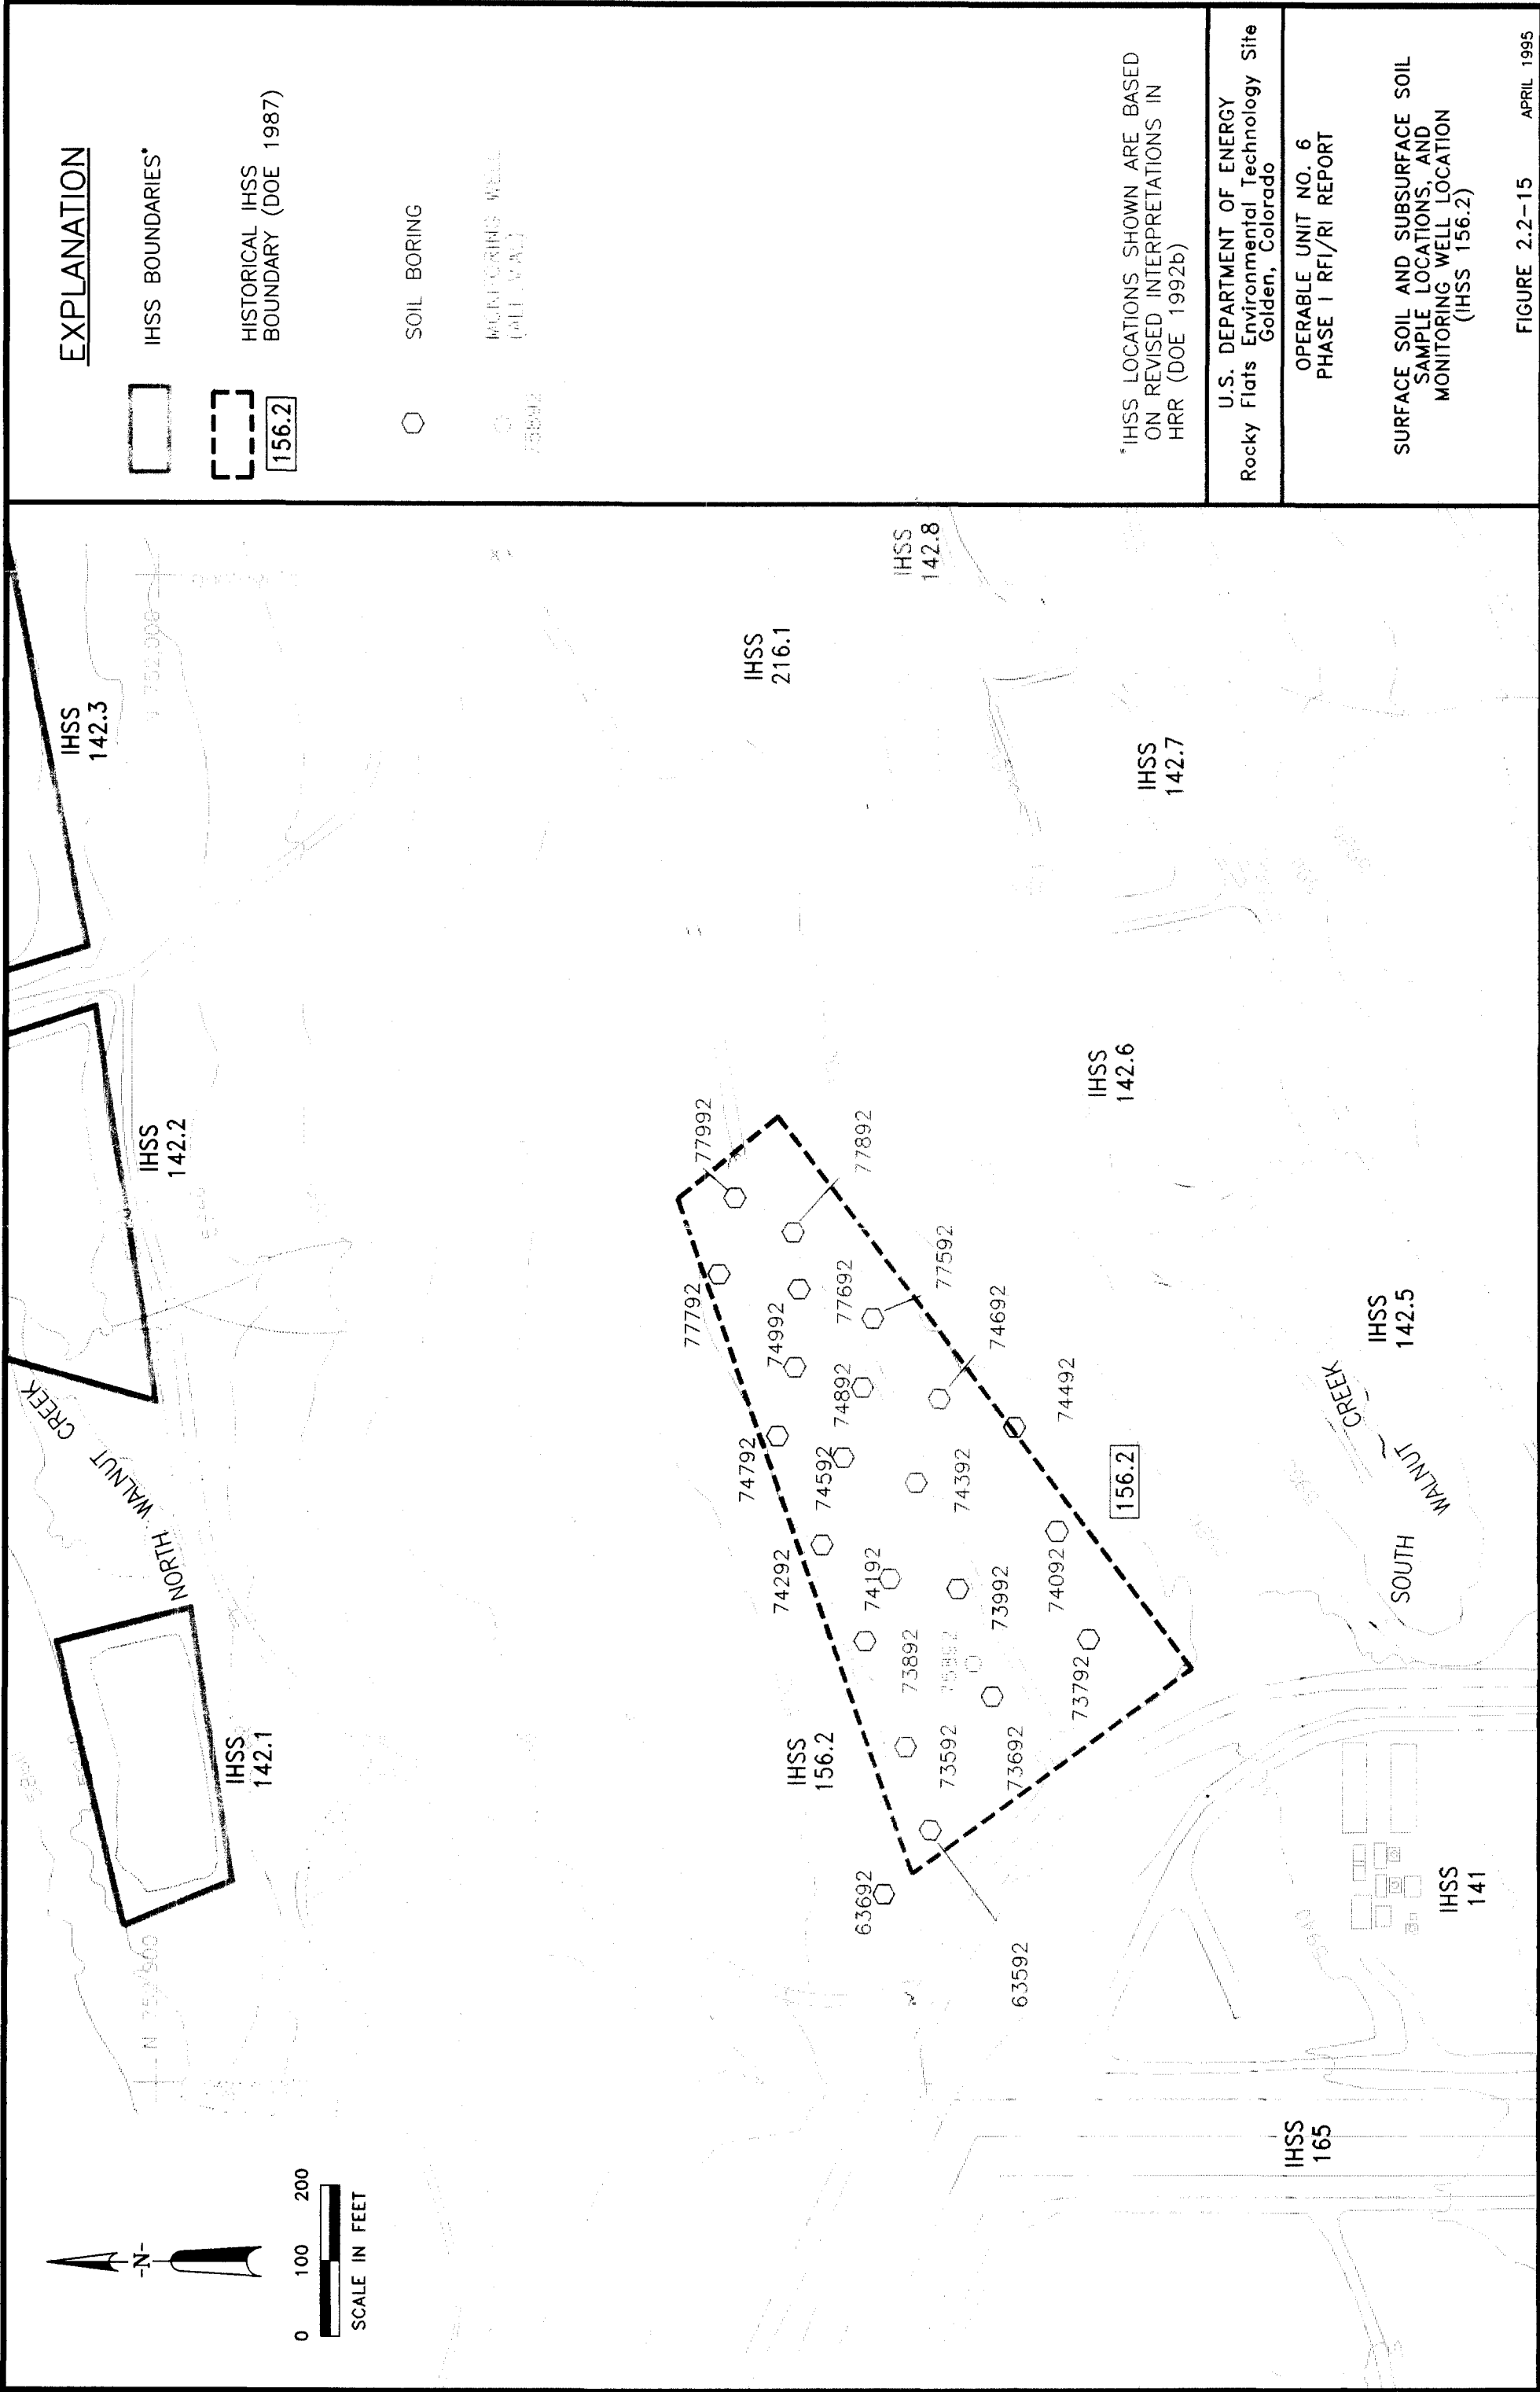 EXPLANATION
IHSS BOUNDARIES*
HISTORICAL IHSS
BOUNDARY (DOE 1987)
156.2
SOIL BORING
MONITORING WELL
*IHSS LOCATIONS SHOWN ARE BASED
ON REVISED INTERPRETATIONS IN
HRR (DOE 1992b)
U.S. DEPARTMENT OF ENERGY
Rocky Flats Environmental Technology Site
Golden, Colorado
OPERABLE UNIT NO. 6
PHASE I RFI/RI REPORT
SURFACE SOIL AND SUBSURFACE SOIL
SAMPLE LOCATIONS, AND
MONITORING WELL LOCATION
(IHSS 156.2)
FIGURE 2.2-15
APRIL 1995
-N-
0 100 200
SCALE IN FEET
IHSS
142.1
NORTH WALNUT CREEK
IHSS
142.2
IHSS
142.3
IHSS
216.1
IHSS
142.8
IHSS
142.7
IHSS
142.6
IHSS
142.5
SOUTH
WALNUT
CREEK
IHSS
141
IHSS
165
IHSS
156.2
156.2
63692
63592
73592
73692
73892
73792
73992
74192
74092
74292
74392
74592
74492
74792
74892
74692
74992
77592
77692
77792
77892
77992